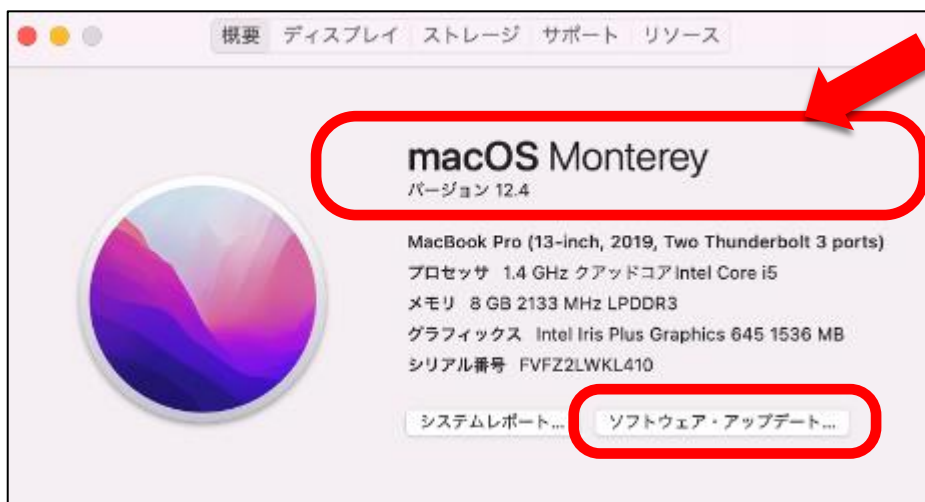 概要 ディスプレイ ストレージ サポート リソース
macOS Monterey
バージョン 12.4
MacBook Pro (13-inch, 2019, Two Thunderbolt 3 ports)
プロセッサ 1.4 GHz クアッドコアIntel Core i5
メモリ 8 GB 2133 MHz LPDDR3
グラフィックス Intel Iris Plus Graphics 645 1536 MB
シリアル番号 FVFZ2LWKL410
システムレポート... ソフトウェア・アップデート...